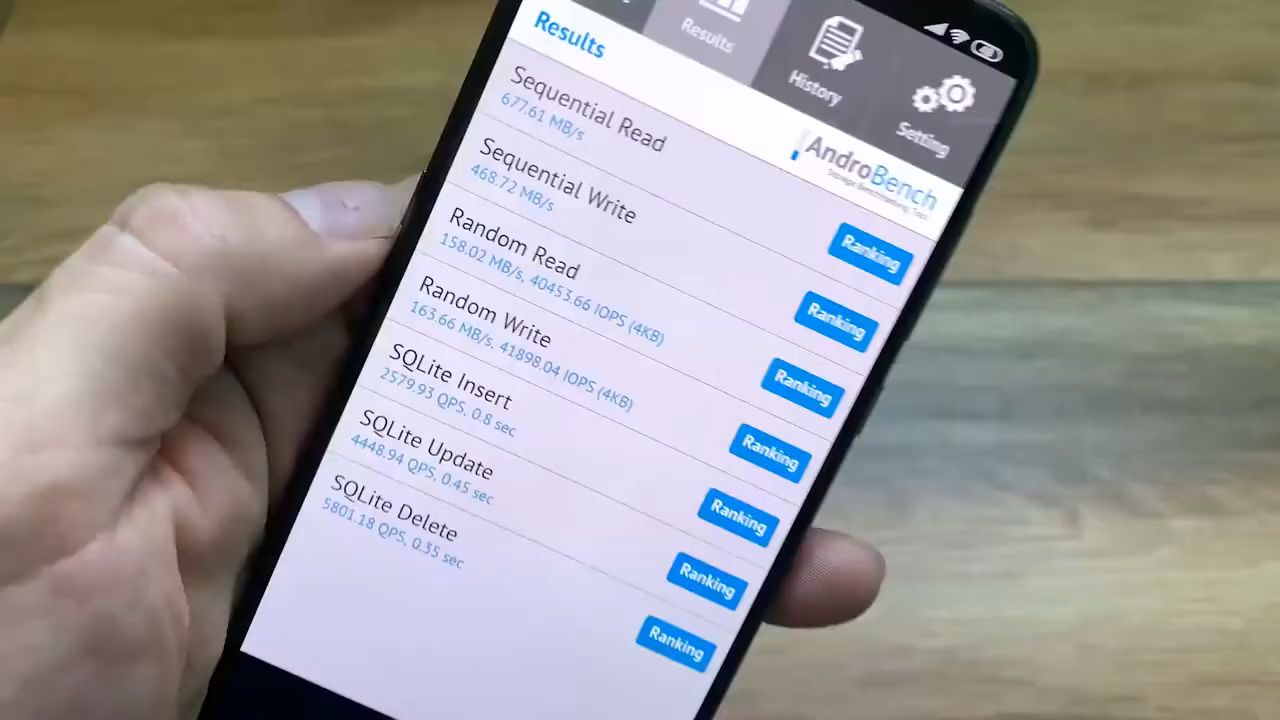 Results
History
Setting
Results
AndroBench
Storage Benchmarking Tool
Sequential Read
677.61 MB/s
Ranking
Sequential Write
468.72 MB/s
Ranking
Random Read
158.02 MB/s, 40453.66 IOPS (4KB)
Ranking
Random Write
163.66 MB/s, 41898.04 IOPS (4KB)
Ranking
SQLite Insert
2579.93 QPS, 0.8 sec
Ranking
SQLite Update
4448.94 QPS, 0.45 sec
Ranking
SQLite Delete
5801.18 QPS, 0.35 sec
Ranking